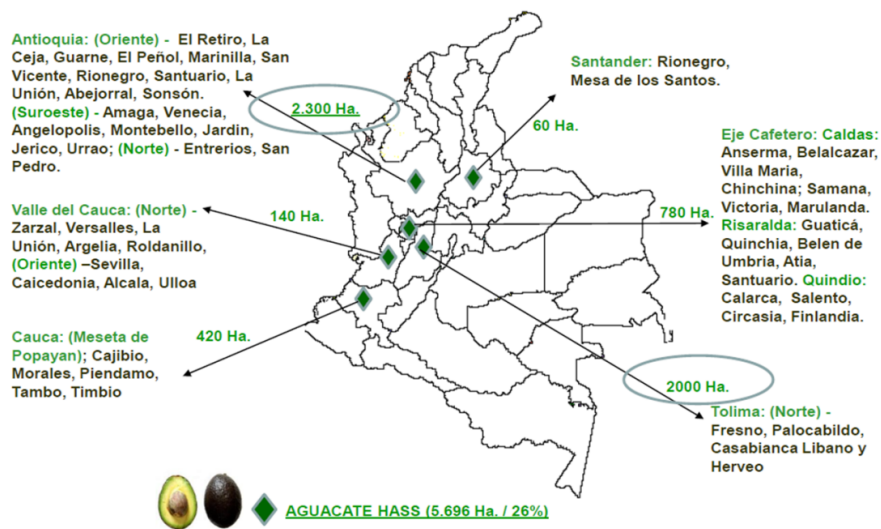 Antioquia: (Oriente) - El Retiro, La
Ceja, Guarne, El Peñol, Marinilla, San
Vicente, Rionegro, Santuario, La
Unión, Abejorral, Sonsón.
(Suroeste) - Amaga, Venecia,
Angelopolis, Montebello, Jardin,
Jerico, Urrao; (Norte) - Entrerios, San
Pedro.
2.300 Ha.
Santander: Rionegro,
Mesa de los Santos.
60 Ha.
Eje Cafetero: Caldas:
Anserma, Belalcazar,
Villa Maria,
Chinchina; Samana,
Victoria, Marulanda.
Risaralda: Guaticá,
Quinchia, Belen de
Umbria, Atia,
Santuario. Quindio:
Calarca, Salento,
Circasia, Finlandia.
780 Ha.
Valle del Cauca: (Norte) -
Zarzal, Versalles, La
Unión, Argelia, Roldanillo,
(Oriente) –Sevilla,
Caicedonia, Alcala, Ulloa
140 Ha.
Cauca: (Meseta de
Popayan); Cajibio,
Morales, Piendamo,
Tambo, Timbio
420 Ha.
2000 Ha.
Tolima: (Norte) -
Fresno, Palocabildo,
Casabianca Libano y
Herveo
AGUACATE HASS (5.696 Ha. / 26%)